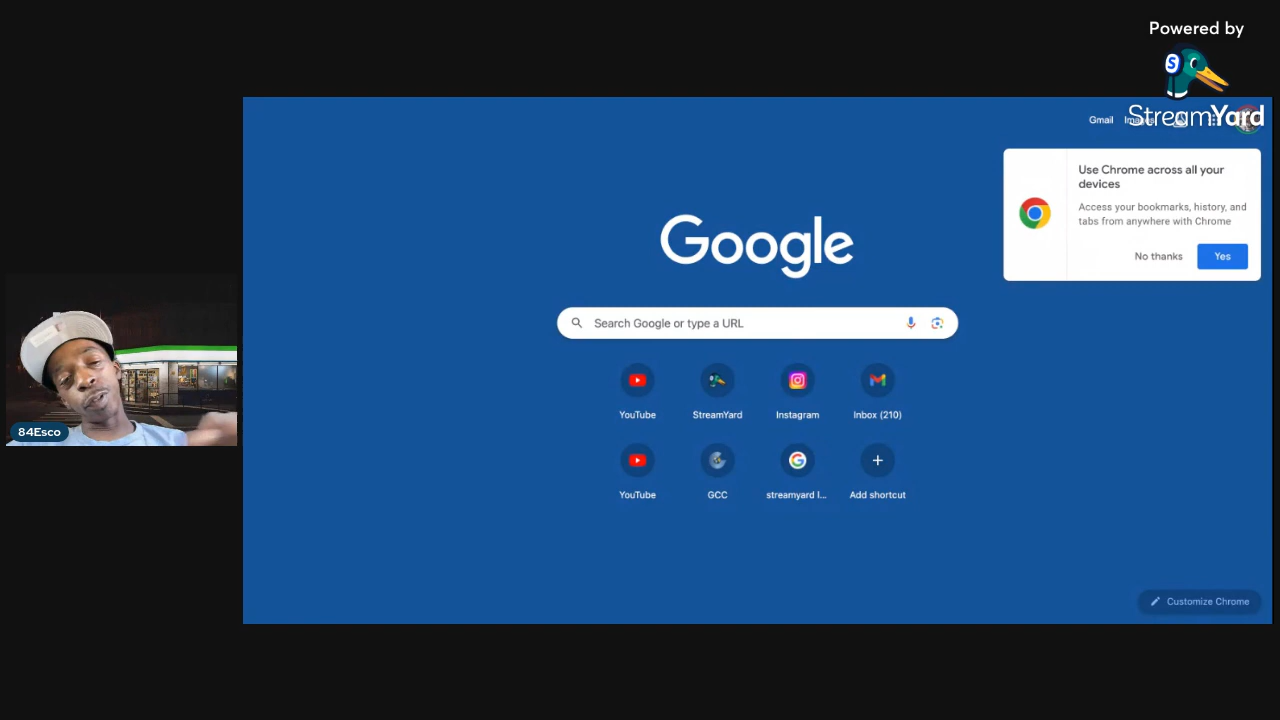 Powered by
StreamYard
Gmail
Images
Use Chrome across all your
devices
Access your bookmarks, history, and
tabs from anywhere with Chrome
No thanks
Yes
Google
Search Google or type a URL
YouTube
StreamYard
Instagram
Inbox (210)
YouTube
GCC
streamyard l...
Add shortcut
Customize Chrome
84Esco